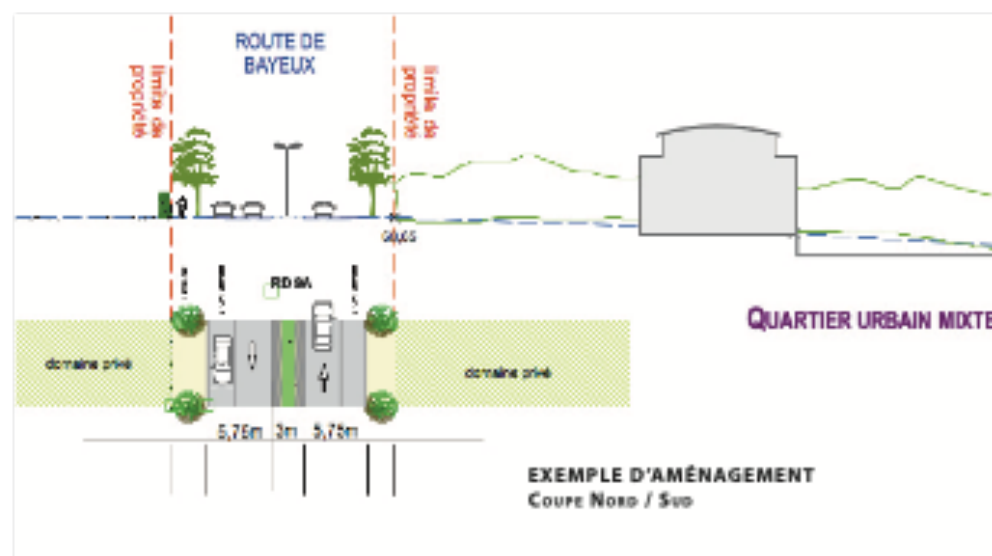 ROUTE DE
BAYEUX
limite de
propriété
limite de
propriété
RD9A
QUARTIER URBAIN MIXTE
domaine privé
domaine privé
5,75m 3m 5,75m
EXEMPLE D'AMÉNAGEMENT
COUPE NORD / SUD